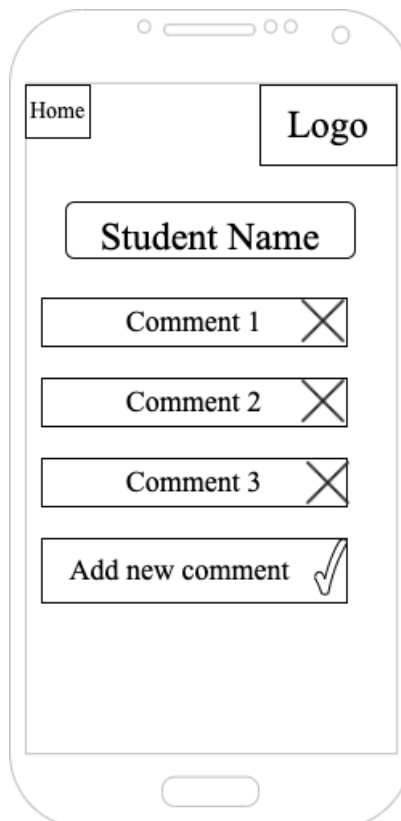 Home
Logo
Student Name
Comment 1
Comment 2
Comment 3
Add new comment